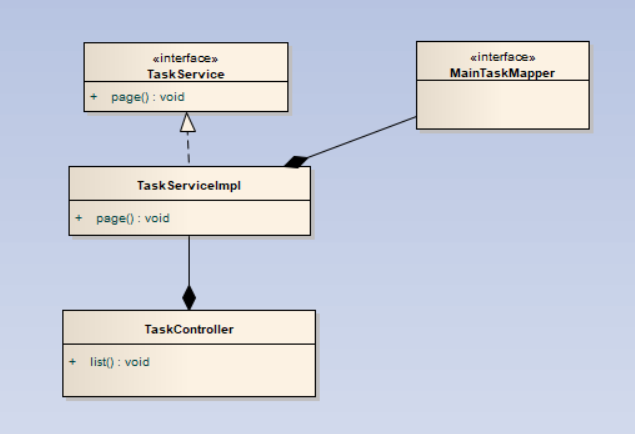 «interface»
TaskService
+ page() : void
«interface»
MainTaskMapper
TaskServiceImpl
+ page() : void
TaskController
+ list() : void